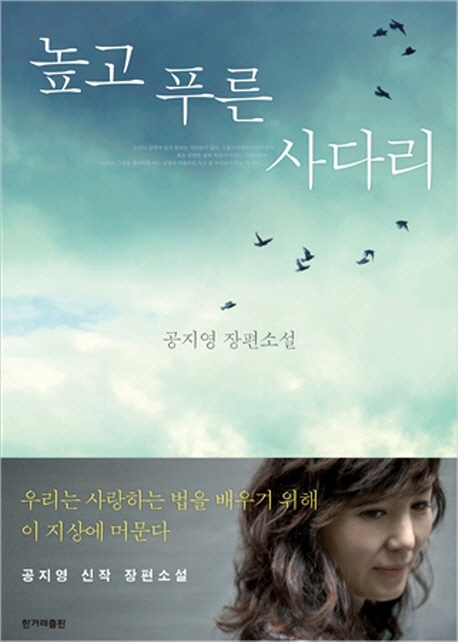 높고
푸른
사다리
공지영 장편소설
우리는 사랑하는 법을 배우기 위해
이 지상에 머문다
공지영 신작 장편소설
한겨레출판